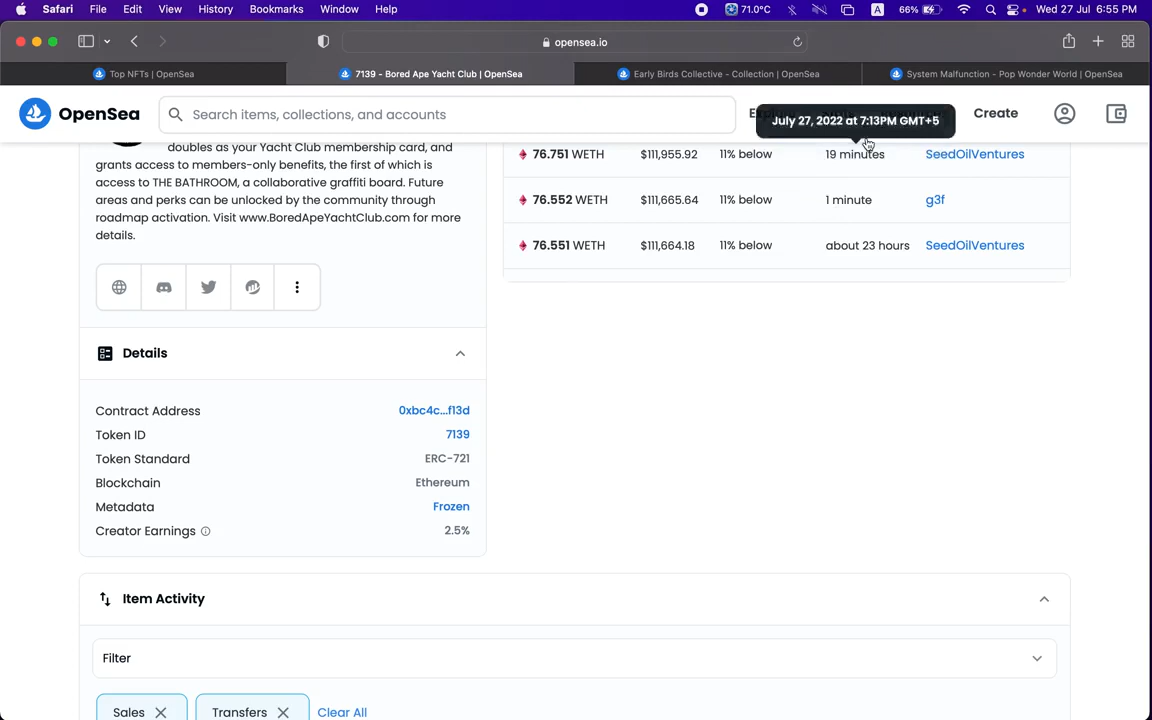 Safari File Edit View History Bookmarks Window Help 71.0°C A 66% Wed 27 Jul 6:55 PM
opensea.io
Top NFTs | OpenSea
7139 - Bored Ape Yacht Club | OpenSea
Early Birds Collective - Collection | OpenSea
System Malfunction - Pop Wonder World | OpenSea
OpenSea
Search items, collections, and accounts
July 27, 2022 at 7:13PM GMT+5
Create
doubles as your Yacht Club membership card, and
grants access to members-only benefits, the first of which is
access to THE BATHROOM, a collaborative graffiti board. Future
areas and perks can be unlocked by the community through
roadmap activation. Visit www.BoredApeYachtClub.com for more
details.
76.751 WETH $111,955.92 11% below 19 minutes SeedOilVentures
76.552 WETH $111,665.64 11% below 1 minute g3f
76.551 WETH $111,664.18 11% below about 23 hours SeedOilVentures
Details
Contract Address 0xbc4c...f13d
Token ID 7139
Token Standard ERC-721
Blockchain Ethereum
Metadata Frozen
Creator Earnings 2.5%
Item Activity
Filter
Sales Transfers Clear All